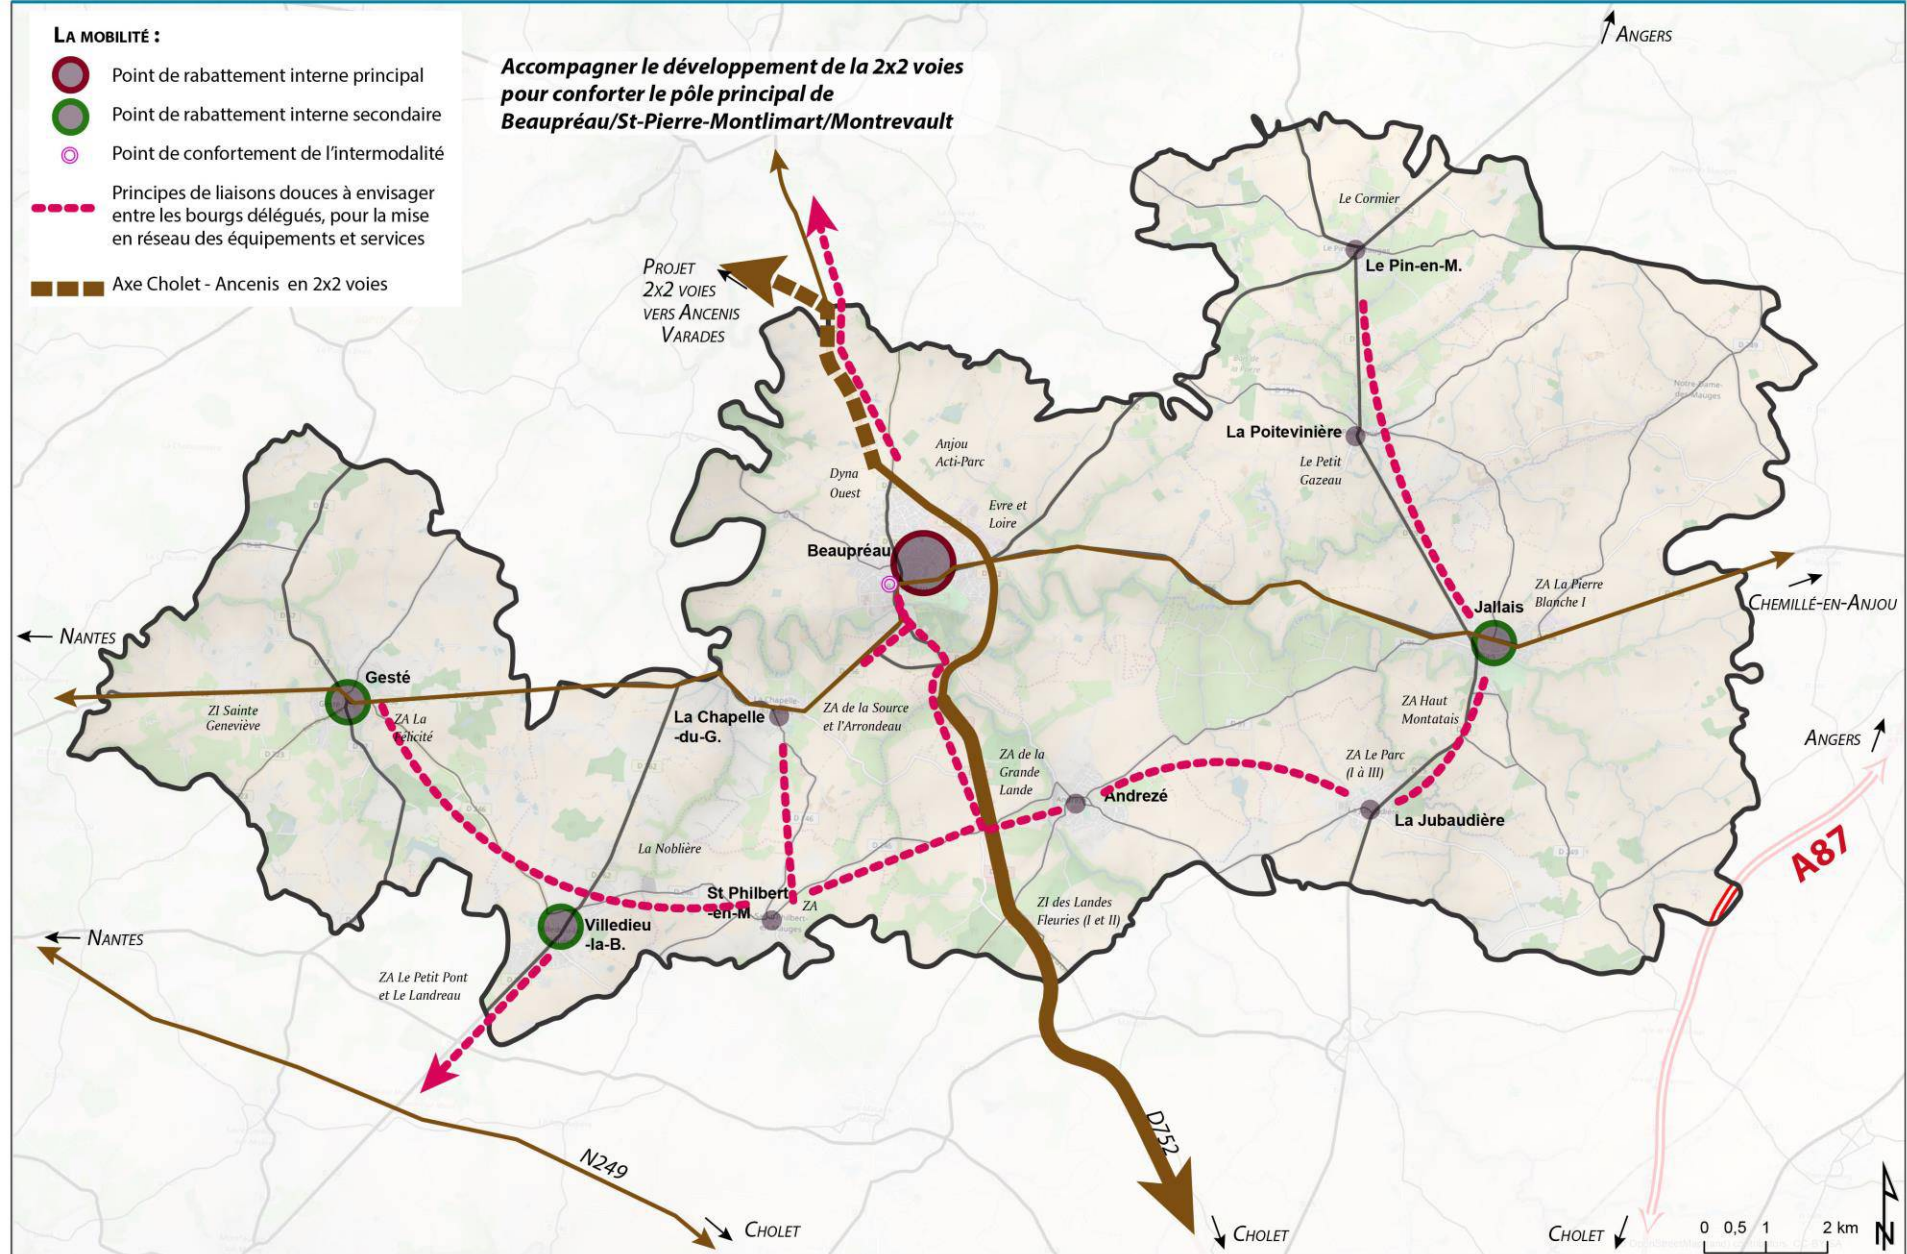 LA MOBILITÉ :
Point de rabattement interne principal
Point de rabattement interne secondaire
Point de confortement de l'intermodalité
Principes de liaisons douces à envisager
entre les bourgs délégués, pour la mise
en réseau des équipements et services
Axe Cholet - Ancenis en 2x2 voies
Accompagner le développement de la 2x2 voies
pour conforter le pôle principal de
Beaupréau/St-Pierre-Montlimart/Montrevault
ANGERS
PROJET
2X2 VOIES
VERS ANCENIS
VARADES
Le Cormier
Le Pin-en-M.
La Poitevinière
Le Petit
Gazeau
Notre-Dame-
des-Mauges
Anjou
Acti-Parc
Dyna
Ouest
Evre et
Loire
Beaupréau
ZA La Pierre
Blanche I
Jallais
CHEMILLÉ-EN-ANJOU
NANTES
Gesté
ZI Sainte
Geneviève
ZA La
Félicité
La Chapelle
-du-G.
ZA de la Source
et l'Arrondeau
ZA Haut
Montatais
ANGERS
ZA de la
Grande
Lande
ZA Le Parc
(I à III)
Andrezé
La Jubaudière
A87
La Noblière
St Philbert
-en-M
ZA
ZI des Landes
Fleuries (I et II)
Villedieu
-la-B.
NANTES
ZA Le Petit Pont
et Le Landreau
N249
D752
CHOLET
CHOLET
CHOLET
0 0,5 1 2 km
N